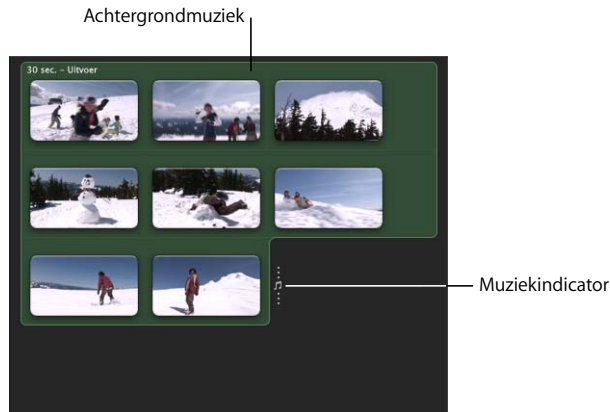 Achtergrondmuziek
30 sec. – Uitvoer
Muziekindicator